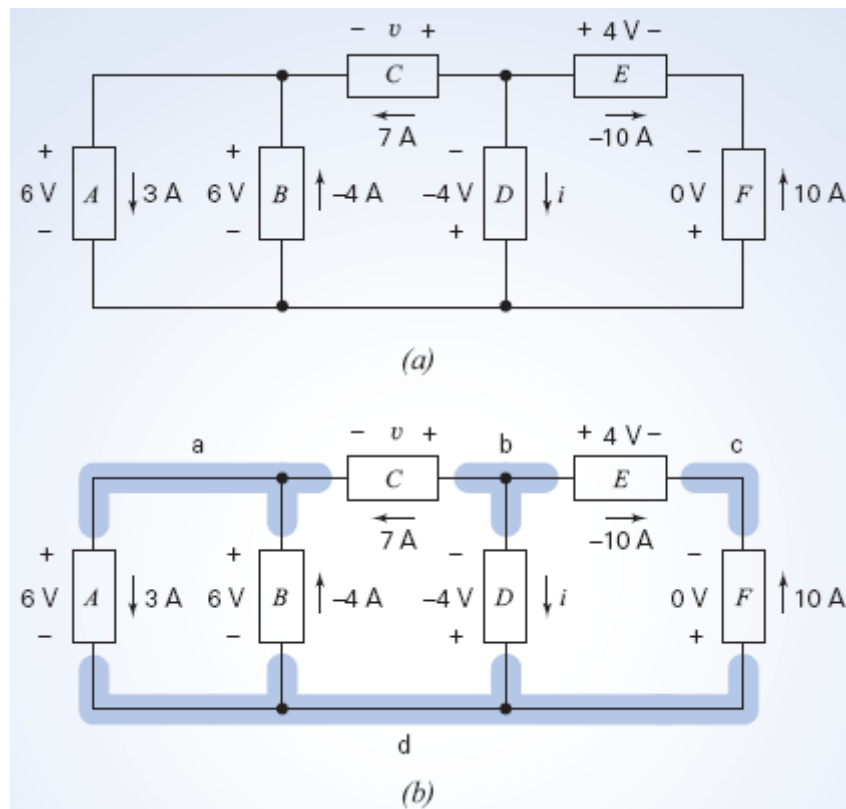 − v + + 4 V −
C E
7 A −10 A
+ + − −
6 V A 3 A 6 V B −4 A −4 V D i 0 V F 10 A
− − + +
(a)
a − v + b + 4 V − c
C E
7 A −10 A
+ + − −
6 V A 3 A 6 V B −4 A −4 V D i 0 V F 10 A
− − + +
d
(b)